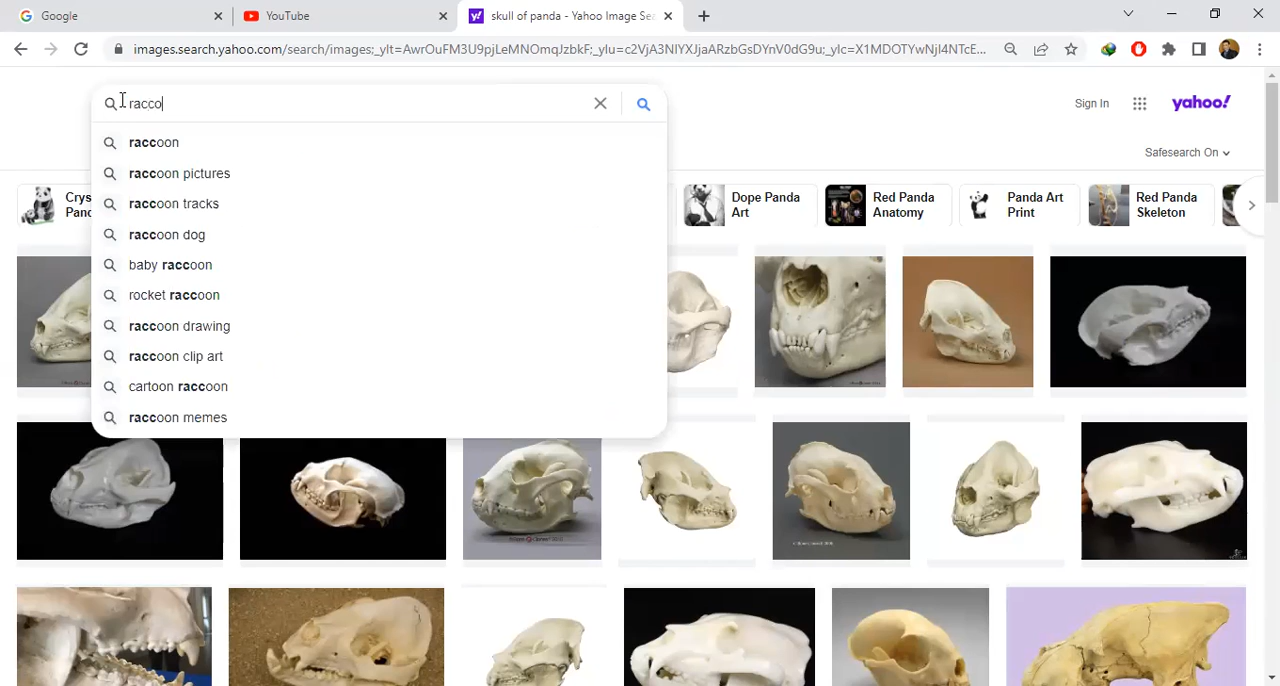 Google
YouTube
skull of panda - Yahoo Image Sea
images.search.yahoo.com/search/images;_ylt=AwrOuFM3U9pjLeMNOmqJzbkF;_ylu=c2VjA3NlYXJjaARzbGsDYnV0dG9u;_ylc=X1MDOTYwNjI4NTcE...
racco
Sign In
yahoo!
Safesearch On
raccoon
raccoon pictures
raccoon tracks
raccoon dog
baby raccoon
rocket raccoon
raccoon drawing
raccoon clip art
cartoon raccoon
raccoon memes
Crys
Pand
Dope Panda
Art
Red Panda
Anatomy
Panda Art
Print
Red Panda
Skeleton